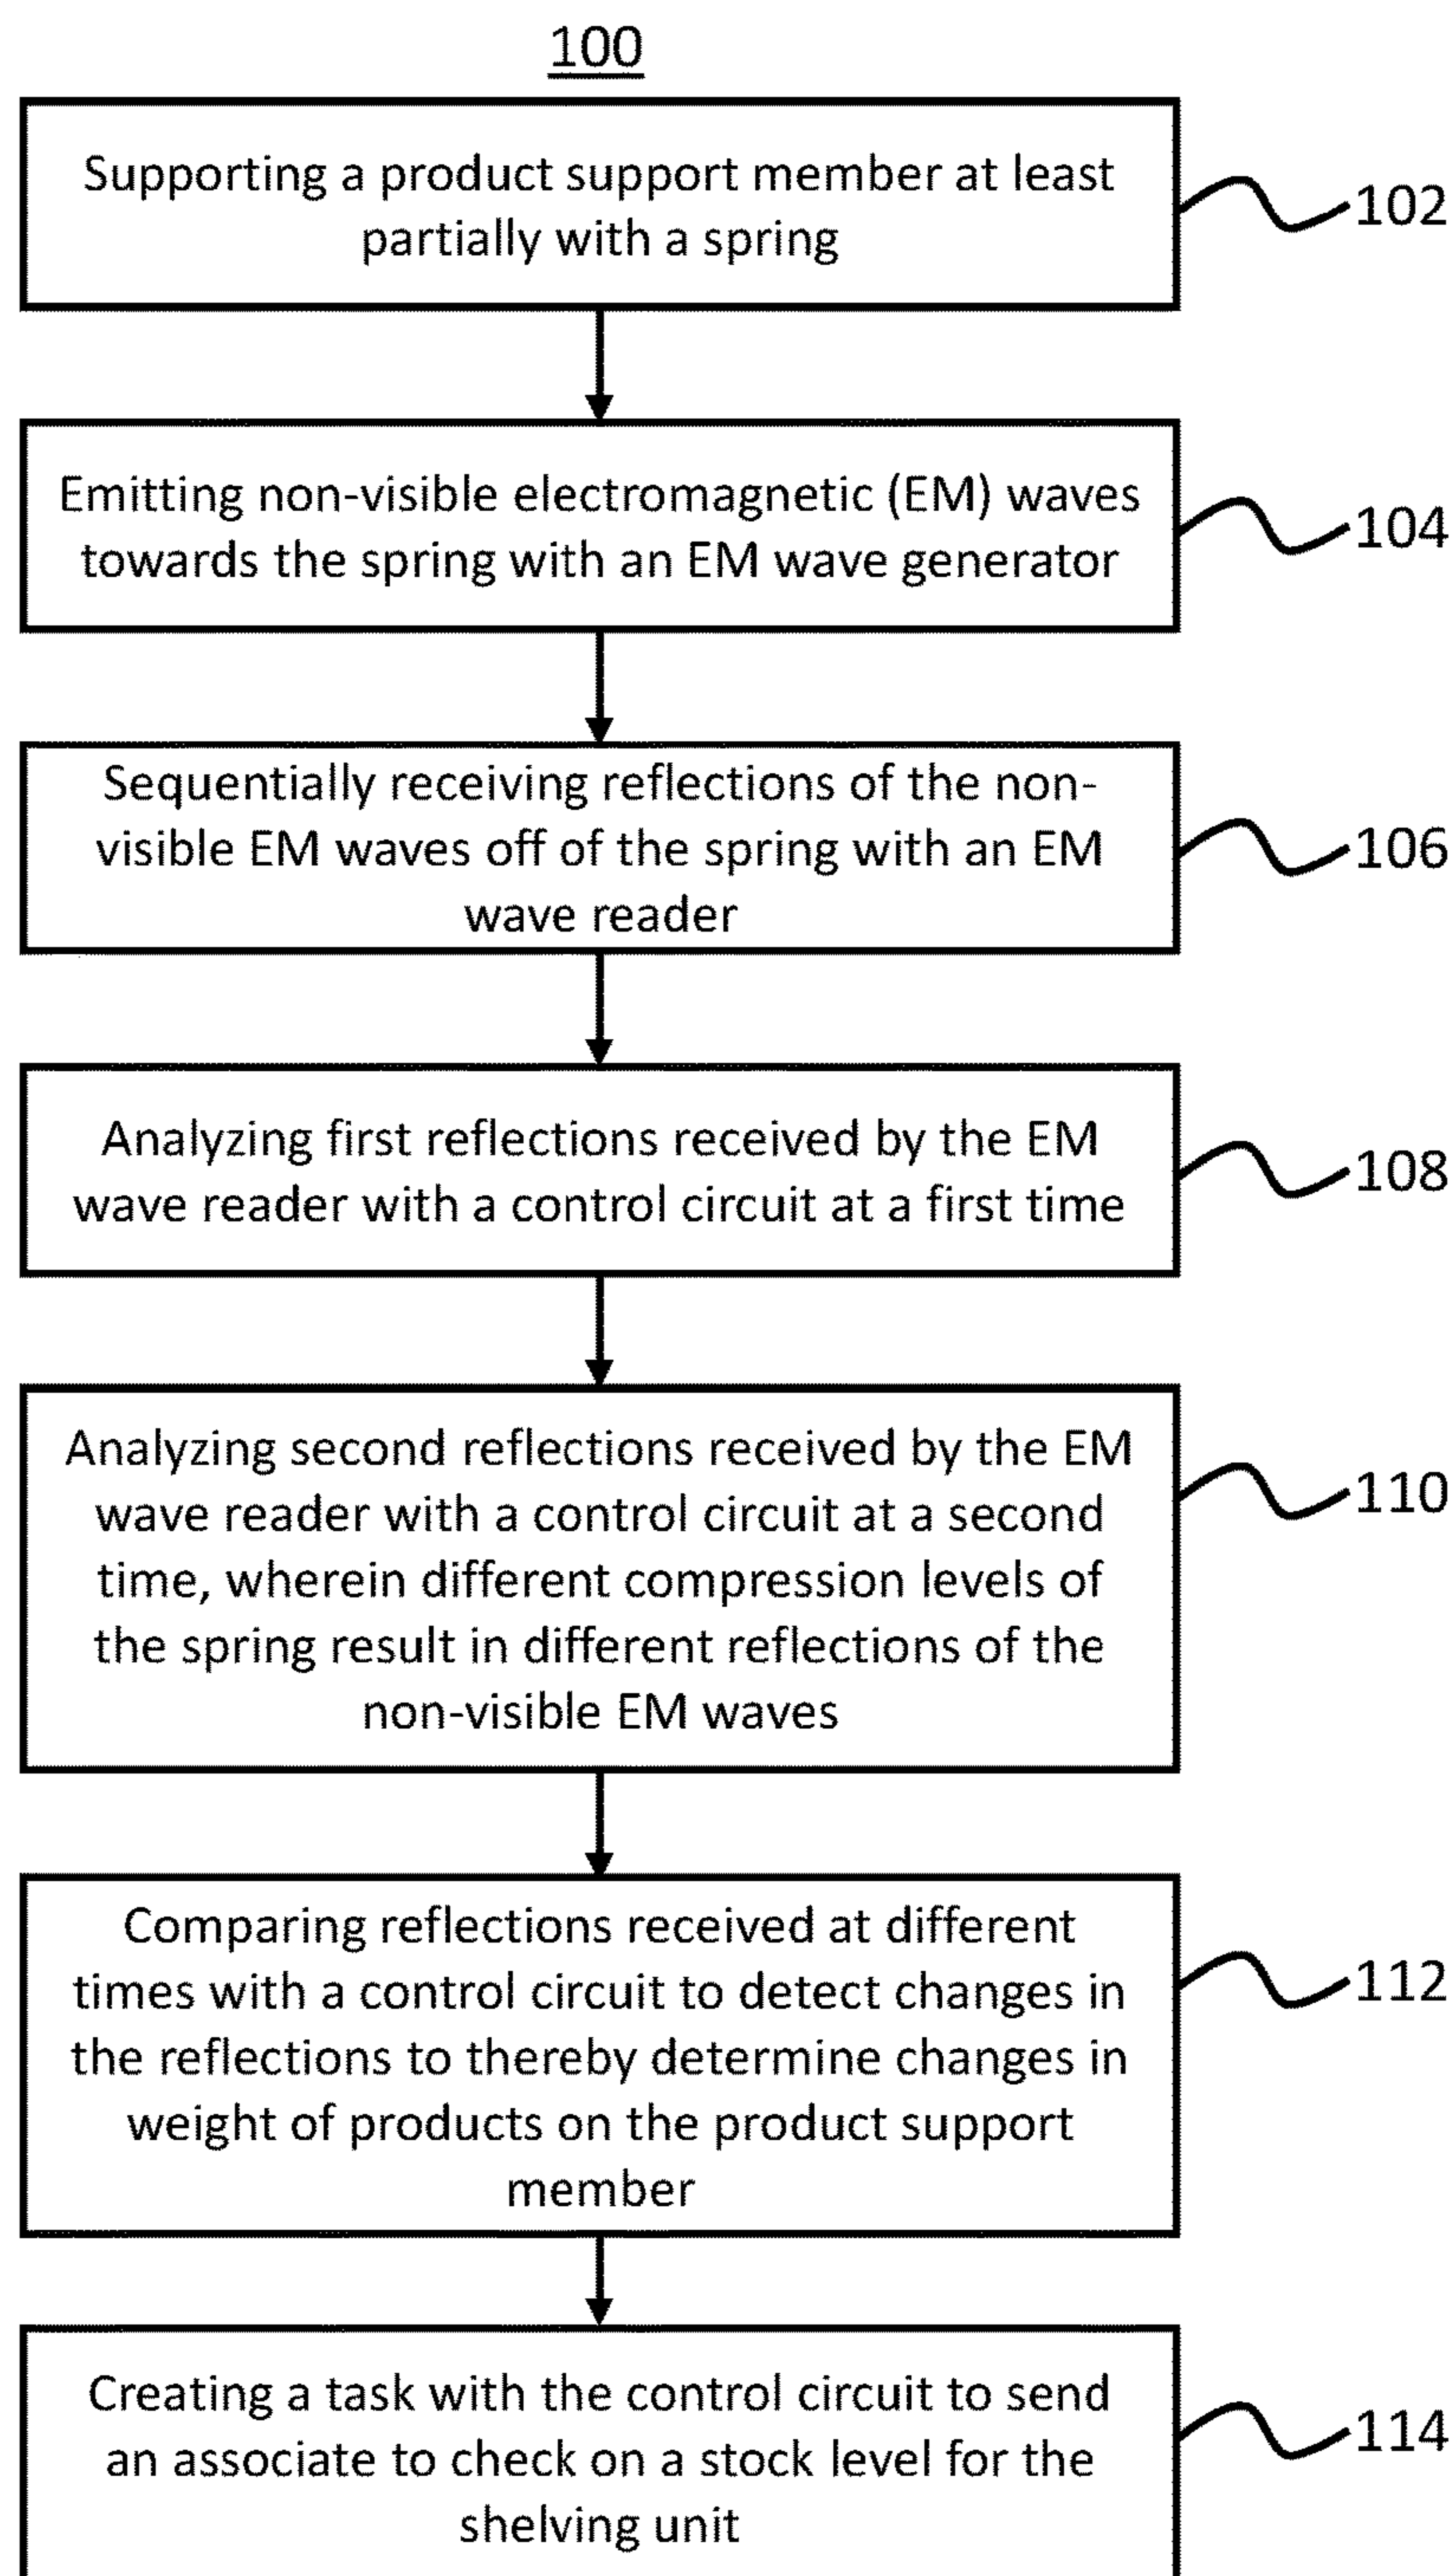 100
Supporting a product support member at least
partially with a spring
102
Emitting non-visible electromagnetic (EM) waves
towards the spring with an EM wave generator
104
Sequentially receiving reflections of the non-
visible EM waves off of the spring with an EM
wave reader
106
Analyzing first reflections received by the EM
wave reader with a control circuit at a first time
108
Analyzing second reflections received by the EM
wave reader with a control circuit at a second
time, wherein different compression levels of
the spring result in different reflections of the
non-visible EM waves
110
Comparing reflections received at different
times with a control circuit to detect changes in
the reflections to thereby determine changes in
weight of products on the product support
member
112
Creating a task with the control circuit to send
an associate to check on a stock level for the
shelving unit
114